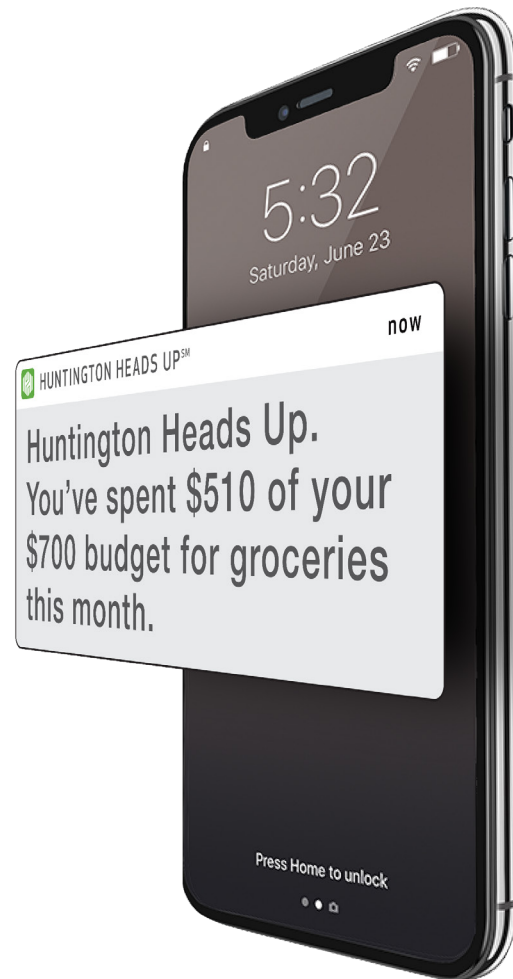 5:32
Saturday, June 23
HUNTINGTON HEADS UP℠
now
Huntington Heads Up.
You’ve spent $510 of your
$700 budget for groceries
this month.
Press Home to unlock